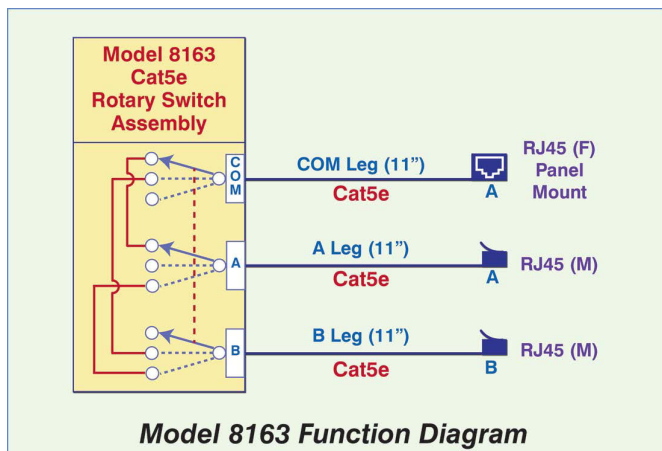 Model 8163
Cat5e
Rotary Switch
Assembly
COM
COM Leg (11”)
Cat5e
A
RJ45 (F)
Panel
Mount
A
A Leg (11”)
Cat5e
A
RJ45 (M)
B
B Leg (11”)
Cat5e
B
RJ45 (M)
Model 8163 Function Diagram